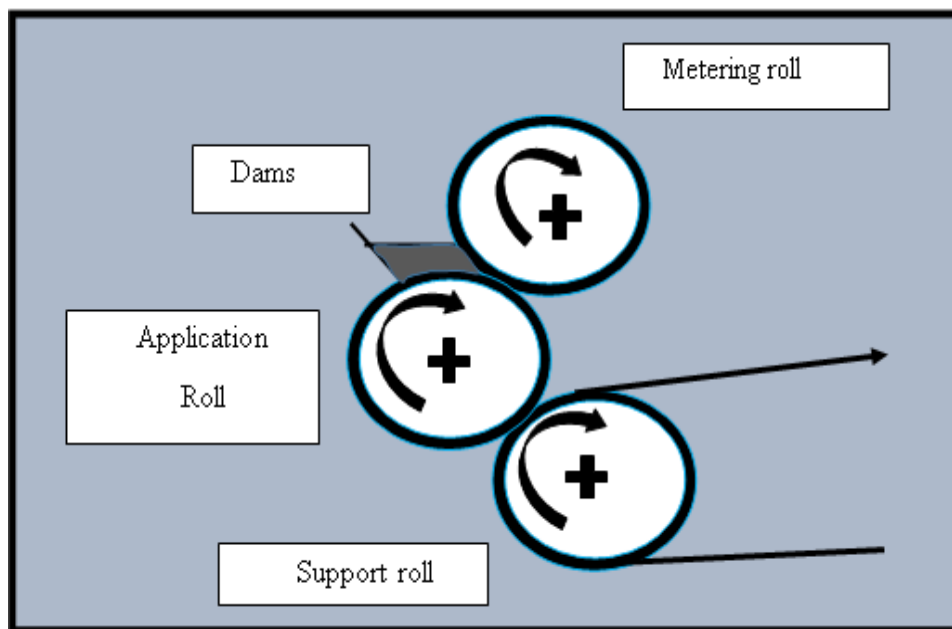 Metering roll
Dams
Application
Roll
Support roll